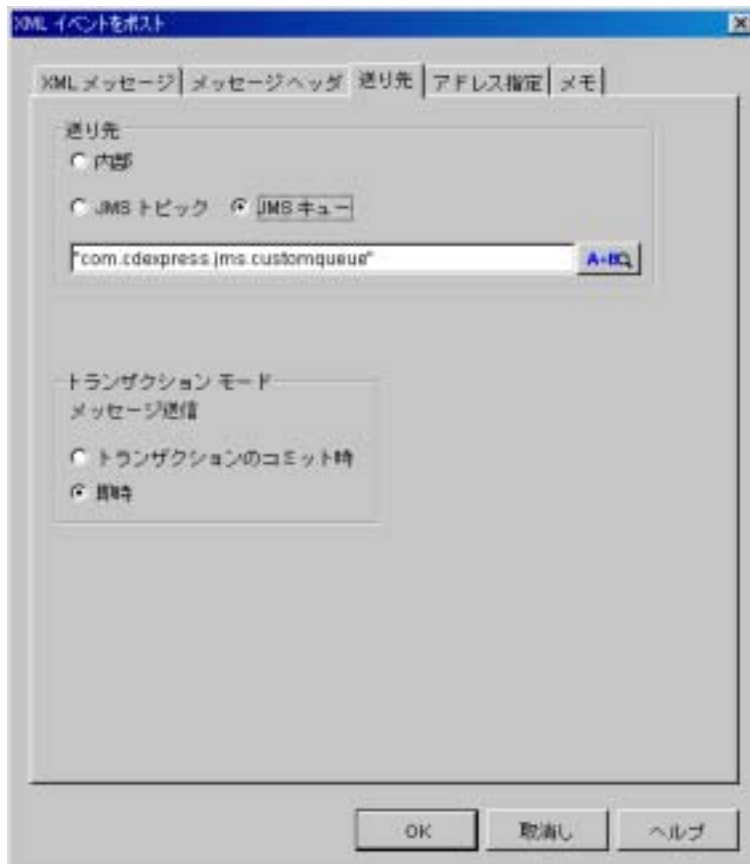 XML イベントをポスト
XML メッセージ メッセージ ヘッダ 送り先 アドレス指定 メモ
送り先
内部
JMS トピック JMS キュー
"com.cdexpress.jms.customqueue"
A+B
トランザクション モード
メッセージ送信
トランザクションのコミット時
即時
OK 取消し ヘルプ